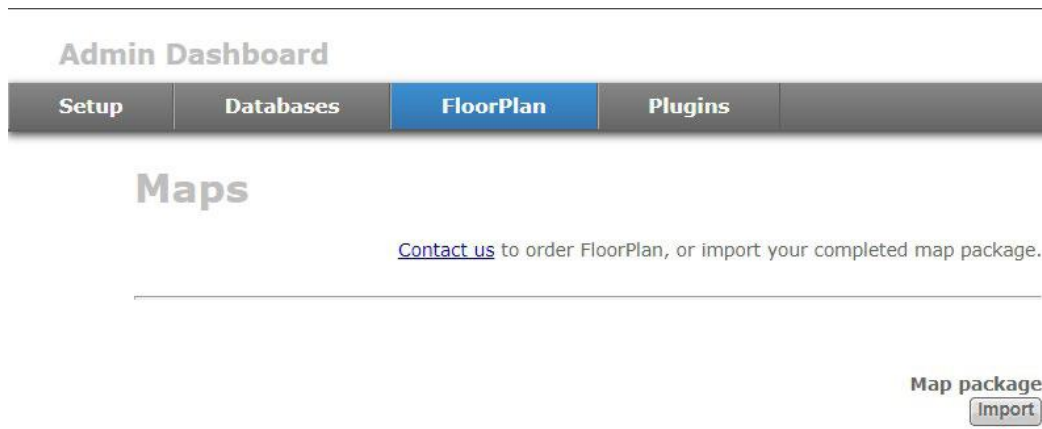 Admin Dashboard
Setup Databases FloorPlan Plugins
Maps
Contact us to order FloorPlan, or import your completed map package.
Map package
Import